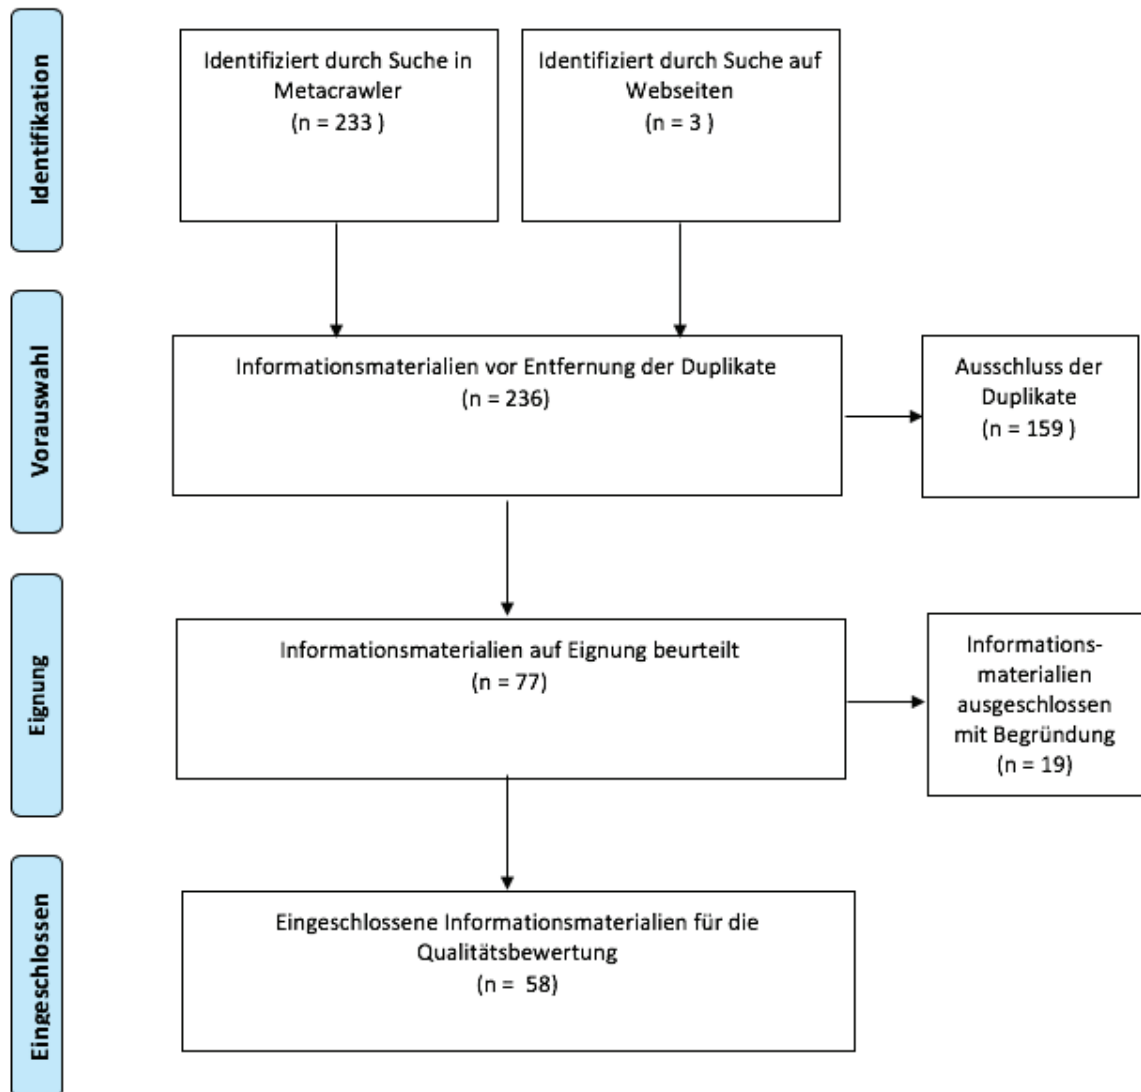 Identifikation
Identifiziert durch Suche in
Metacrawler
(n = 233 )
Identifiziert durch Suche auf
Webseiten
(n = 3 )
Vorauswahl
Informationsmaterialien vor Entfernung der Duplikate
(n = 236)
Ausschluss der
Duplikate
(n = 159 )
Eignung
Informationsmaterialien auf Eignung beurteilt
(n = 77)
Informations-
materialien
ausgeschlossen
mit Begründung
(n = 19)
Eingeschlossen
Eingeschlossene Informationsmaterialien für die
Qualitätsbewertung
(n =  58)